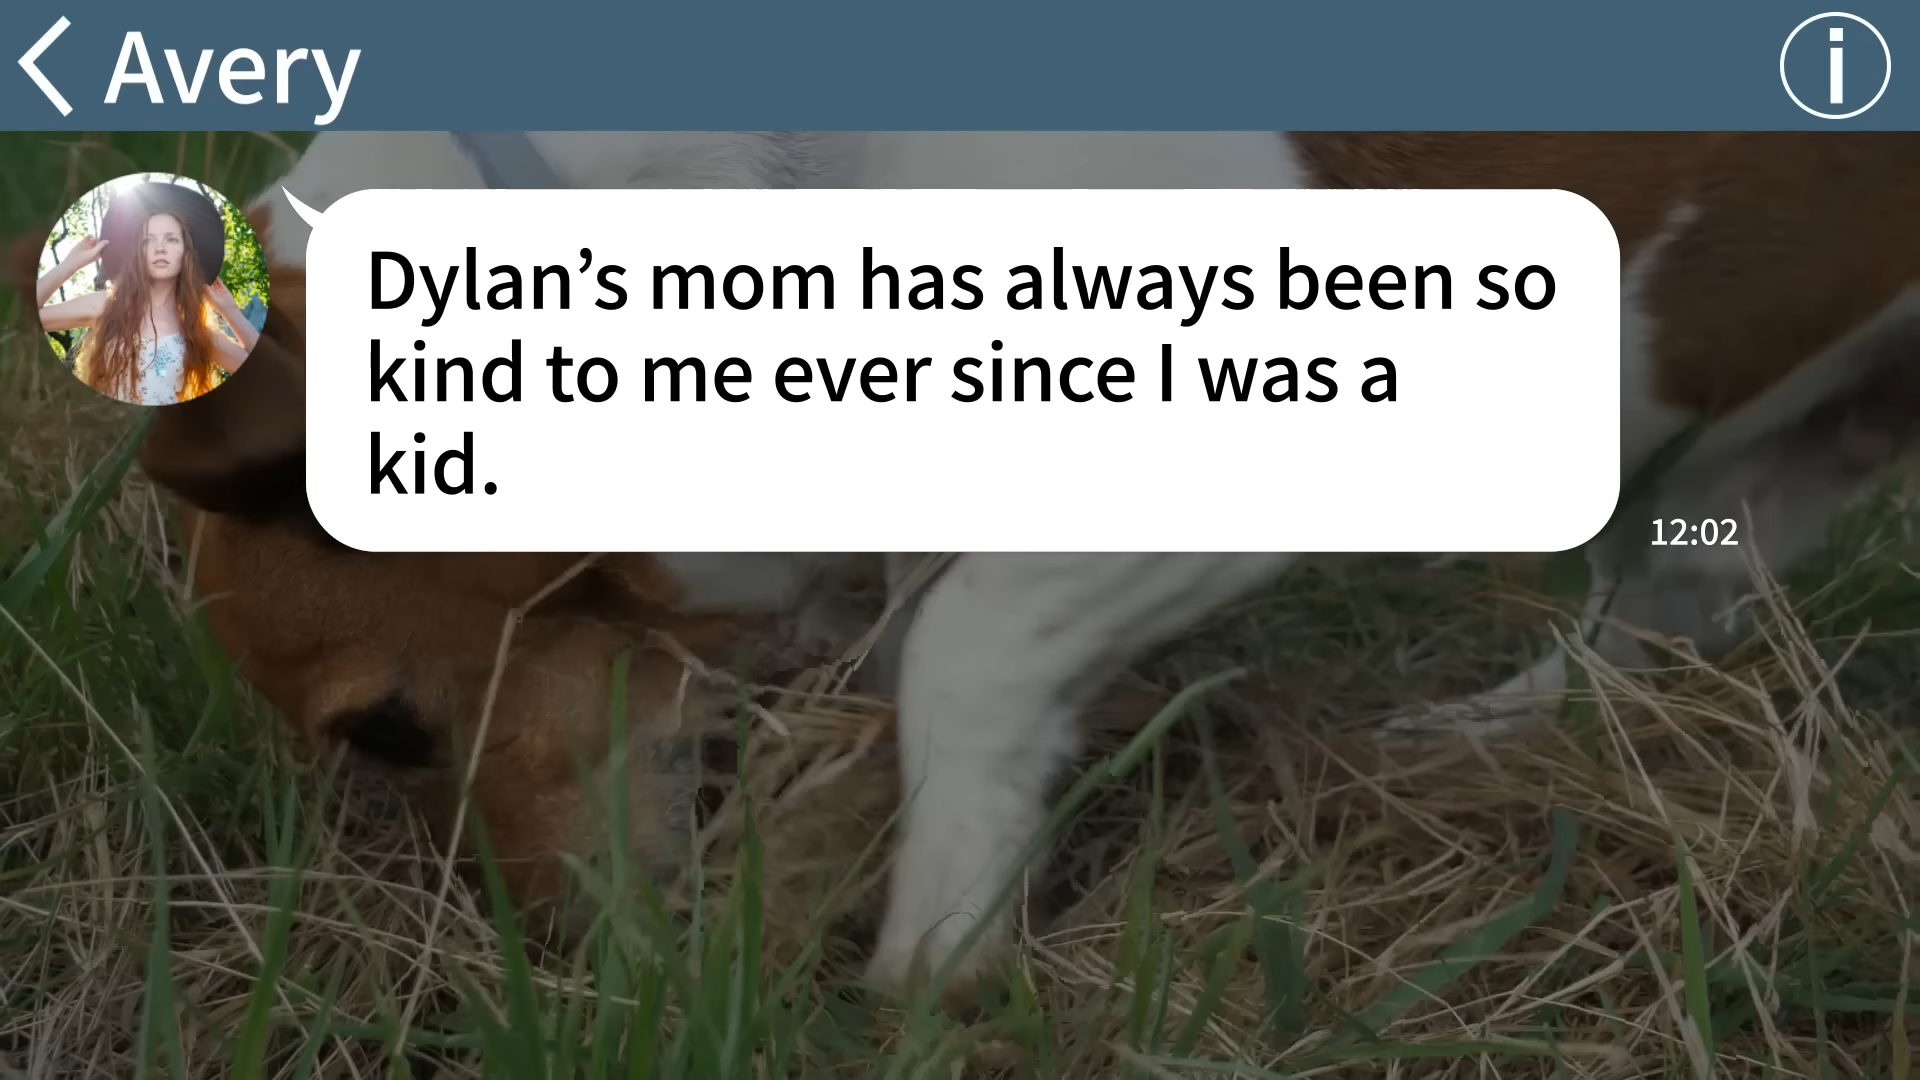 Avery
Dylan’s mom has always been so
kind to me ever since I was a
kid.
12:02